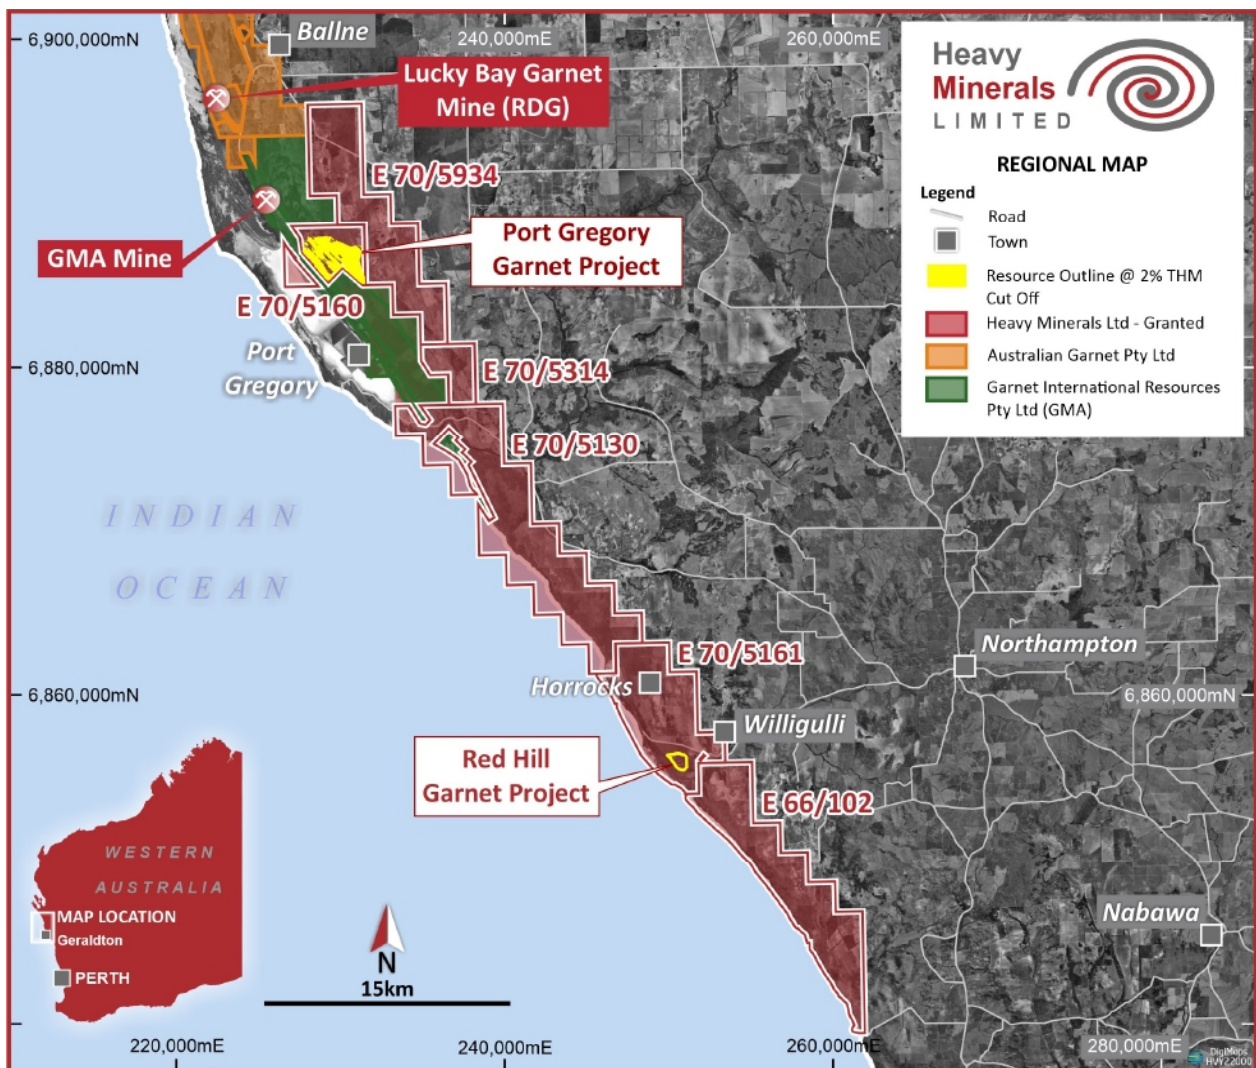 6,900,000mN
Ballne
240,000mE
260,000mE
Lucky Bay Garnet
Mine (RDG)
Heavy
Minerals
LIMITED
REGIONAL MAP
Legend
Road
Town
Resource Outline @ 2% THM
Cut Off
Heavy Minerals Ltd - Granted
Australian Garnet Pty Ltd
Garnet International Resources
Pty Ltd (GMA)
E 70/5934
GMA Mine
Port Gregory
Garnet Project
E 70/5160
Port
Gregory
6,880,000mN
E 70/5314
E 70/5130
INDIAN
OCEAN
E 70/5161
Northampton
Horrocks
6,860,000mN
6,860,000mN
Willigulli
Red Hill
Garnet Project
E 66/102
WESTERN
AUSTRALIA
MAP LOCATION
Geraldton
PERTH
Nabawa
N
15km
220,000mE
240,000mE
260,000mE
280,000mE
DigiMaps
HVY22000